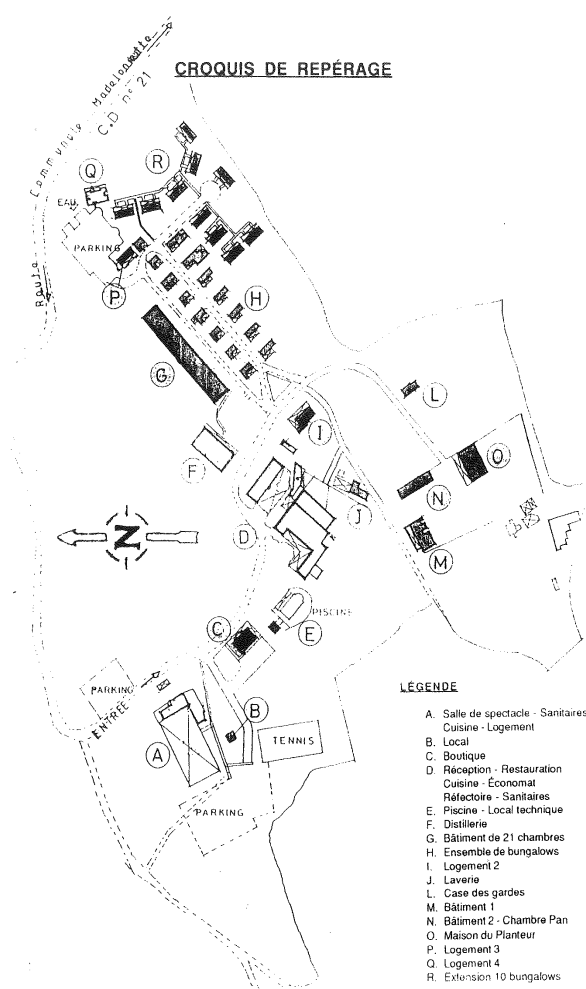 CROQUIS DE REPÉRAGE
Route Communale Madelonnette
C.D n° 21
Q
R
EAU
PARKING
P
H
G
L
I
F
O
N
J
D
M
N
C
PISCINE
E
PARKING
ENTRÉE
B
A
TENNIS
PARKING
LÉGENDE
A. Salle de spectacle - Sanitaires
Cuisine - Logement
B. Local
C. Boutique
D. Réception - Restauration
Cuisine - Économat
Réfectoire - Sanitaires
E. Piscine - Local technique
F. Distillerie
G. Bâtiment de 21 chambres
H. Ensemble de bungalows
I. Logement 2
J. Laverie
L. Case des gardes
M. Bâtiment 1
N. Bâtiment 2 - Chambre Pan
O. Maison du Planteur
P. Logement 3
Q. Logement 4
R. Extension 10 bungalows